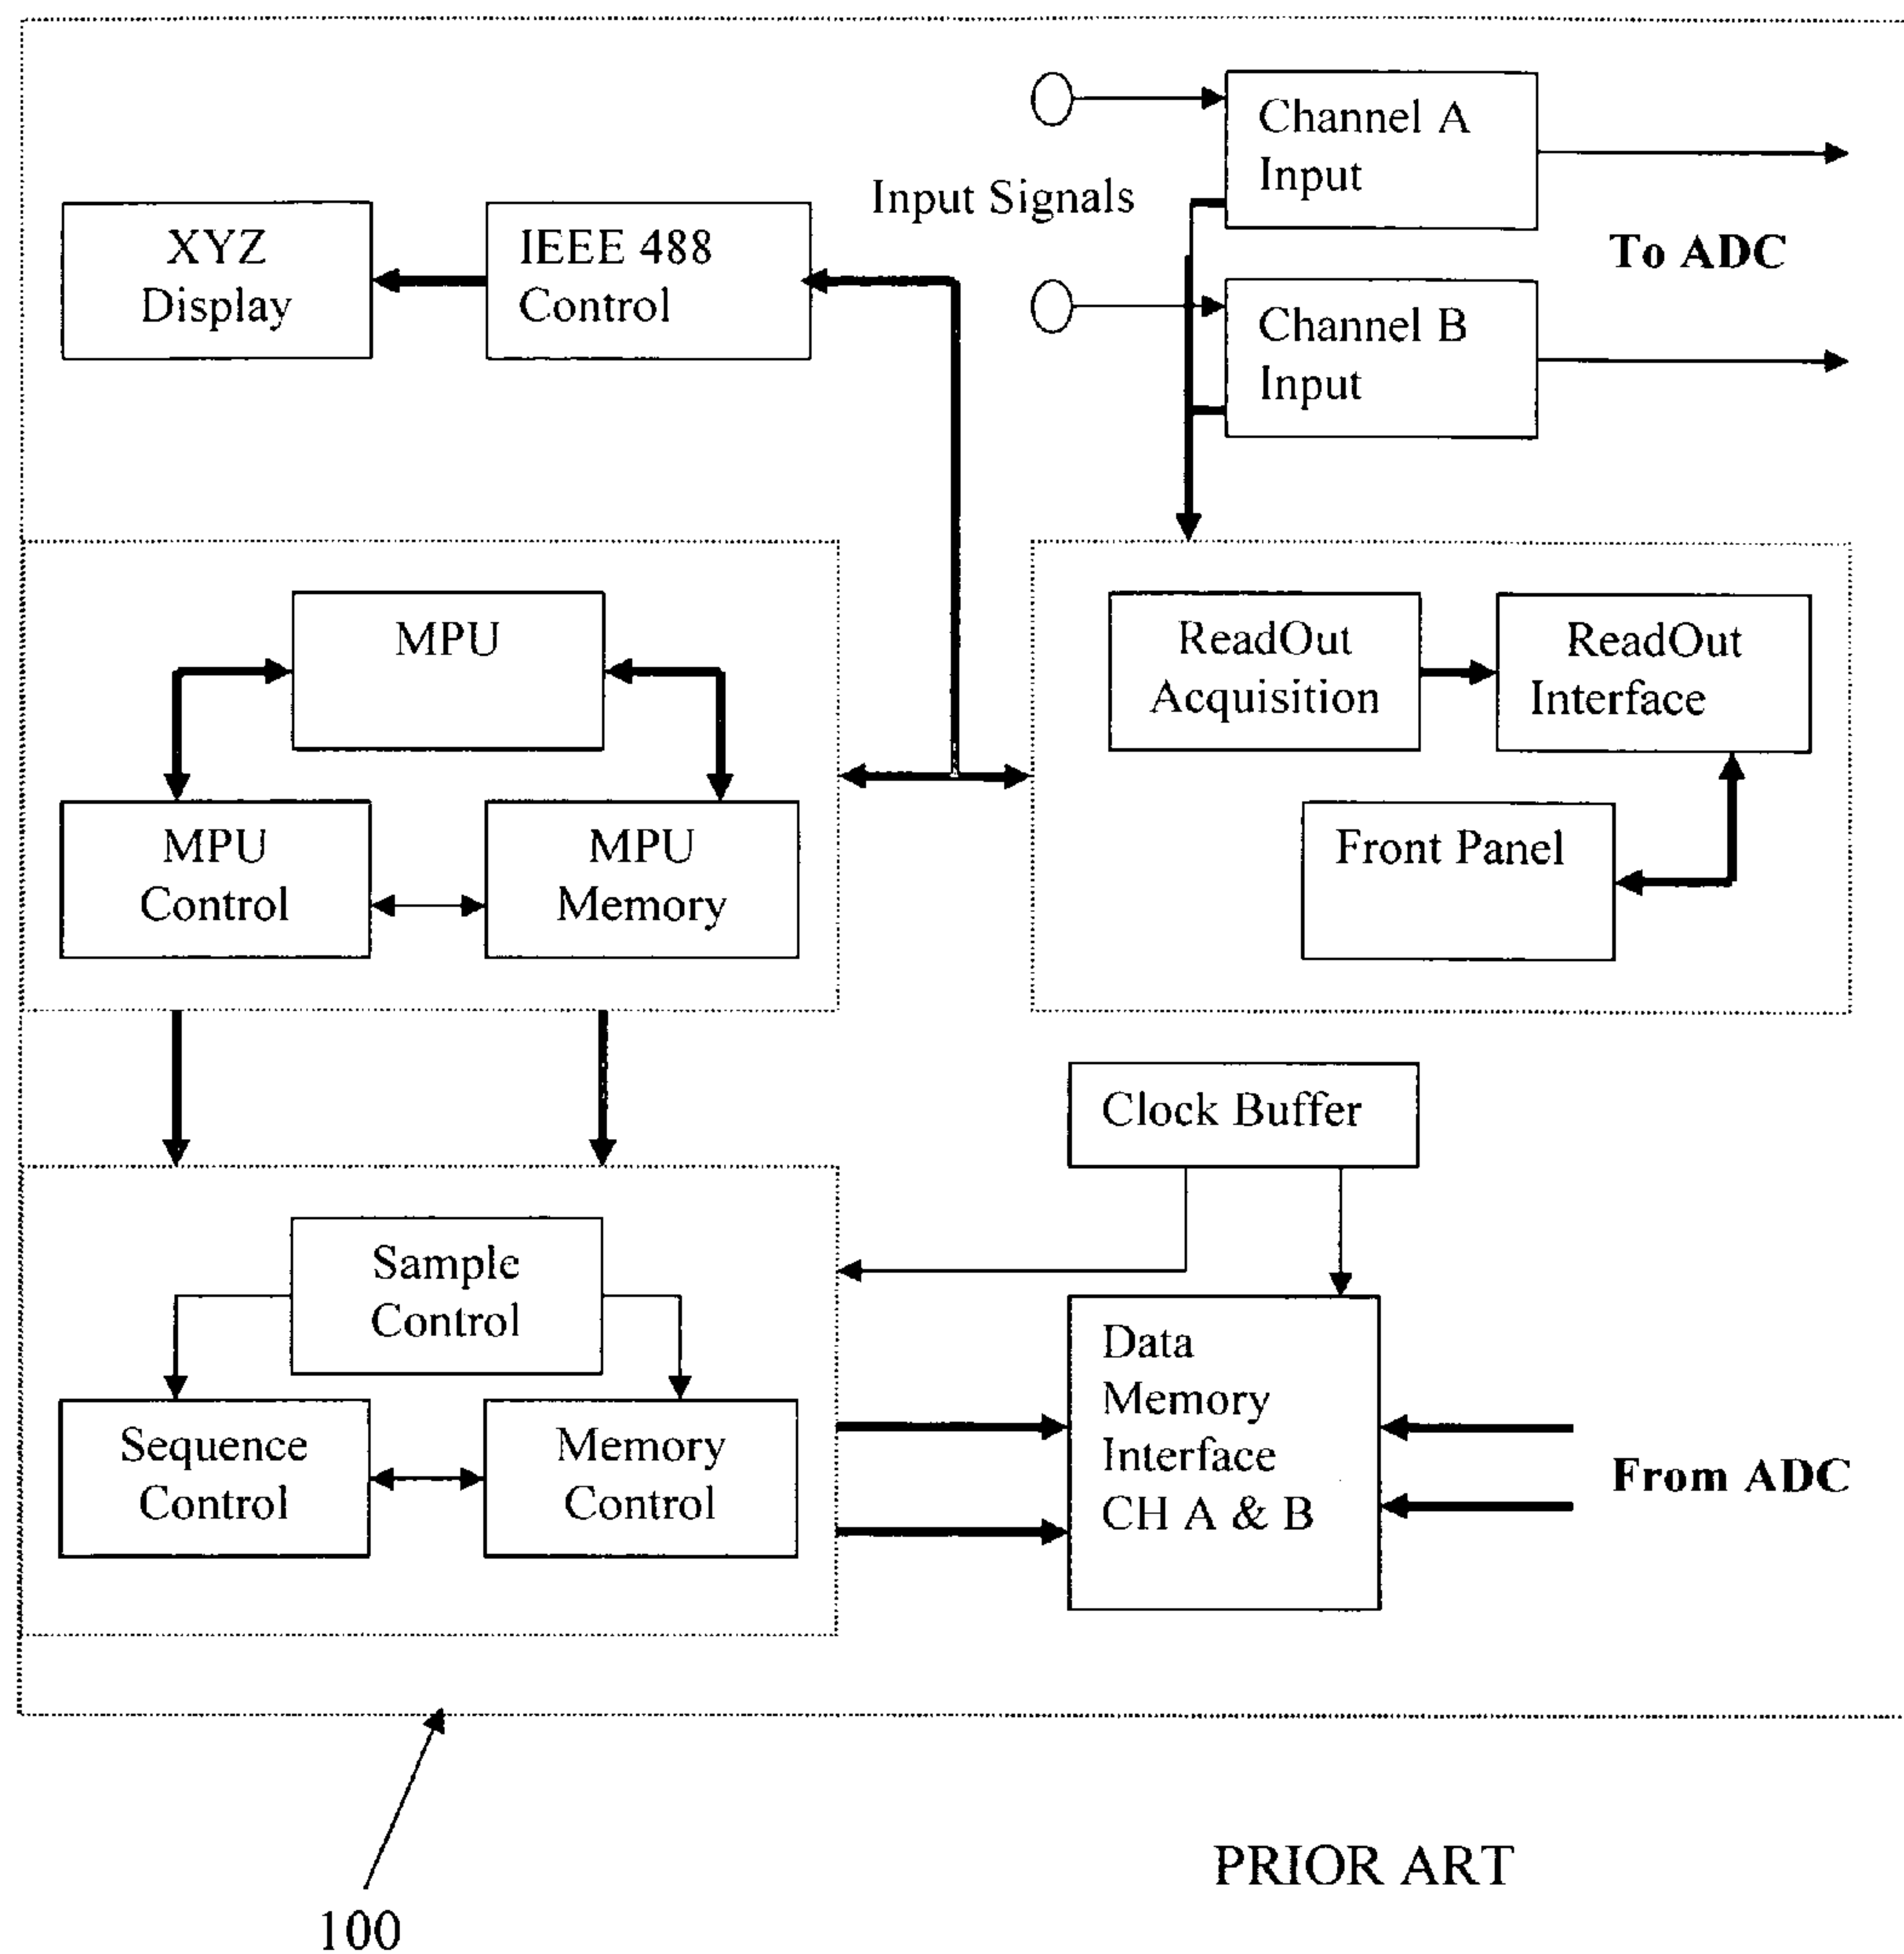 Channel A
Input
Input Signals
To ADC
XYZ
Display
IEEE 488
Control
Channel B
Input
MPU
MPU
Control
MPU
Memory
ReadOut
Acquisition
ReadOut
Interface
Front Panel
Clock Buffer
Sample
Control
Sequence
Control
Memory
Control
Data
Memory
Interface
CH A & B
From ADC
100
PRIOR ART